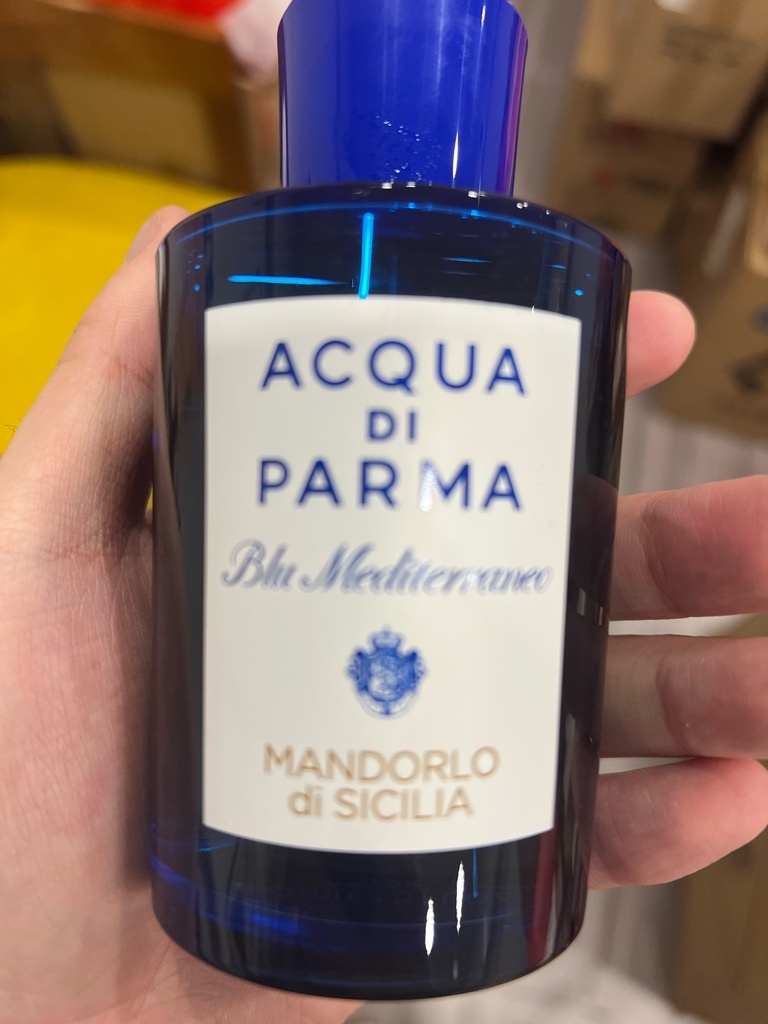 ACQUA
DI
PARMA
Blu Mediterraneo
MANDORLO
di SICILIA